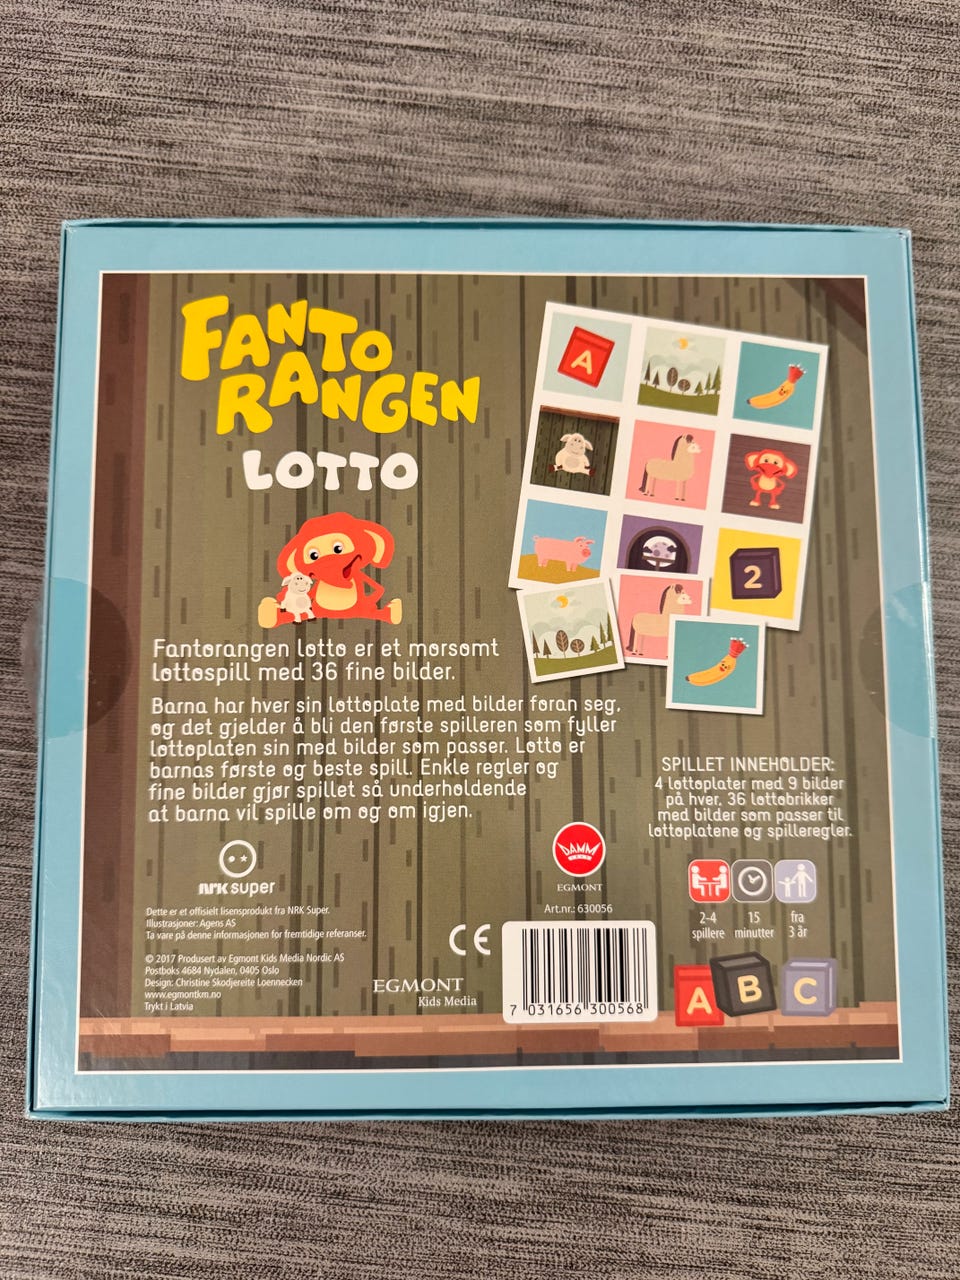 FANTO
RANGEN
LOTTO
A
2
Fantorangen lotto er et morsomt
lottospill med 36 fine bilder.
Barna har hver sin lottoplate med bilder foran seg,
og det gjelder å bli den første spilleren som fyller
lottoplaten sin med bilder som passer. Lotto er
barnas første og beste spill. Enkle regler og
fine bilder gjør spillet så underholdende
at barna vil spille om og om igjen.
SPILLET INNEHOLDER:
4 lottoplater med 9 bilder
på hver, 36 lottobrikker
med bilder som passer til
lottoplatene og spilleregler.
NRK super
DAMM
EGMONT
Art.nr.: 630056
2-4
spillere
15
minutter
fra
3 år
Dette er et offisielt lisensprodukt fra NRK Super.
Illustrasjoner: Agens AS
Ta vare på denne informasjonen for fremtidige referanser.
© 2017 Produsert av Egmont Kids Media Nordic AS
Postboks 4684 Nydalen, 0405 Oslo
Design: Christine Skodjereite Loennecken
www.egmontkm.no
Trykt i Latvia
CE
EGMONT
Kids Media
7 031656 300568
A B C